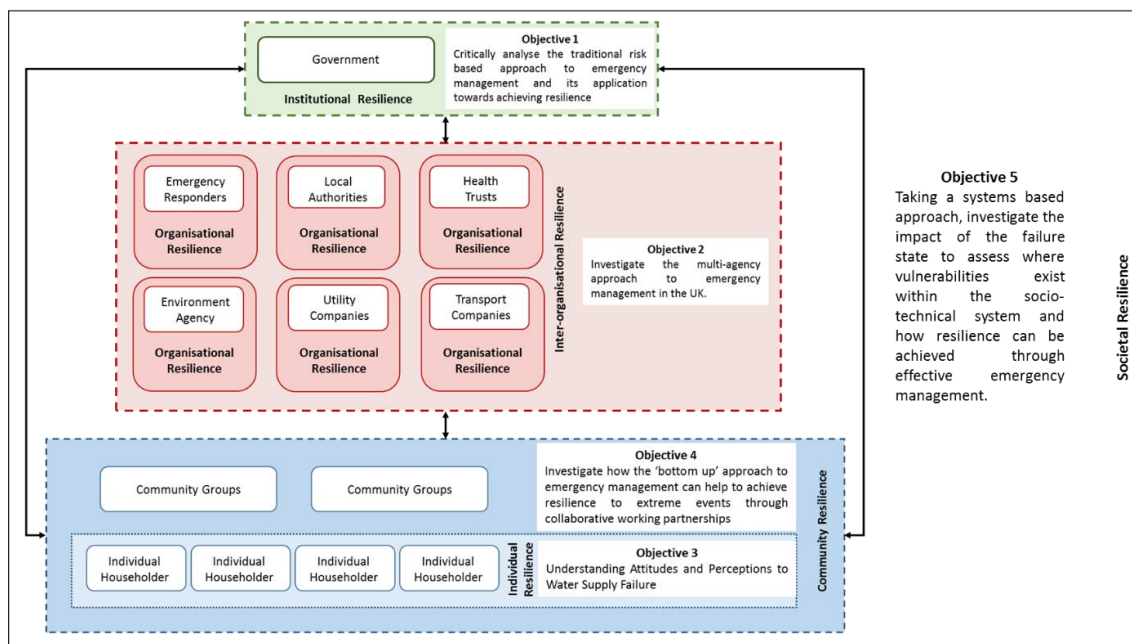 Government
Institutional Resilience
Objective 1
Critically analyse the traditional risk
based approach to emergency
management and its application
towards achieving resilience
Emergency
Responders
Organisational
Resilience
Local
Authorities
Organisational
Resilience
Health
Trusts
Organisational
Resilience
Environment
Agency
Organisational
Resilience
Utility
Companies
Organisational
Resilience
Transport
Companies
Organisational
Resilience
Inter-organisational Resilience
Objective 2
Investigate the multi-agency
approach to emergency
management in the UK.
Community Groups
Community Groups
Objective 4
Investigate how the ‘bottom up’ approach to
emergency management can help to achieve
resilience to extreme events through
collaborative working partnerships
Individual
Householder
Individual
Householder
Individual
Householder
Individual
Householder
Individual
Resilience
Objective 3
Understanding Attitudes and Perceptions to
Water Supply Failure
Community Resilience
Objective 5
Taking a systems based
approach, investigate the
impact of the failure
state to assess where
vulnerabilities exist
within the socio-
technical system and
how resilience can be
achieved through
effective emergency
management.
Societal Resilience